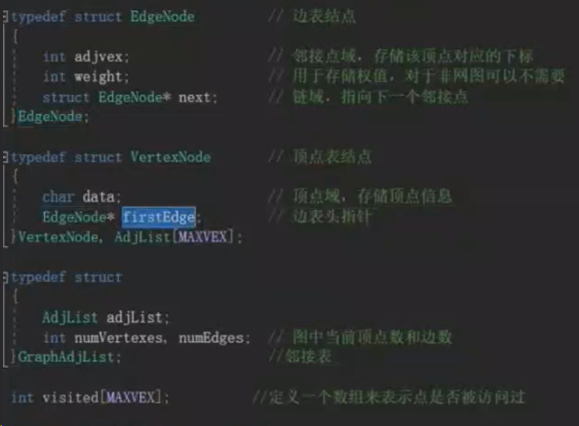 typedef struct EdgeNode // 边表结点
{
int adjvex; // 邻接点域，存储该顶点对应的下标
int weight; // 用于存储权值，对于非网图可以不需要
struct EdgeNode* next; // 链域，指向下一个邻接点
}EdgeNode;
typedef struct VertexNode // 顶点表结点
{
char data; // 顶点域，存储顶点信息
EdgeNode* firstEdge; // 边表头指针
}VertexNode, AdjList[MAXVEX];
typedef struct
{
AdjList adjList;
int numVertexes, numEdges; // 图中当前顶点数和边数
}GraphAdjList; //邻接表
int visited[MAXVEX]; //定义一个数组来表示点是否被访问过